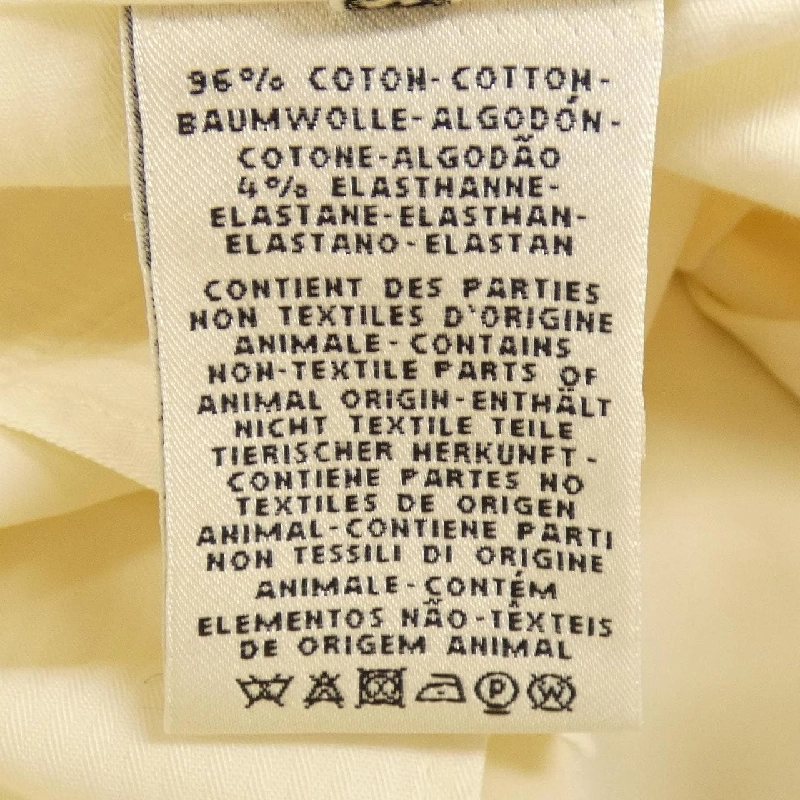 96% COTON-COTTON-
BAUMWOLLE-ALGODÓN-
COTONE-ALGODÃO
4% ELASTHANNE-
ELASTANE-ELASTHAN-
ELASTANO-ELASTAN
CONTIENT DES PARTIES
NON TEXTILES D'ORIGINE
ANIMALE-CONTAINS
NON-TEXTILE PARTS OF
ANIMAL ORIGIN-ENTHÄLT
NICHT TEXTILE TEILE
TIERISCHER HERKUNFT-
CONTIENE PARTES NO
TEXTILES DE ORIGEN
ANIMAL-CONTIENE PARTI
NON TESSILI DI ORIGINE
ANIMALE-CONTÉM
ELEMENTOS NÃO-TÊXTEIS
DE ORIGEM ANIMAL
P W